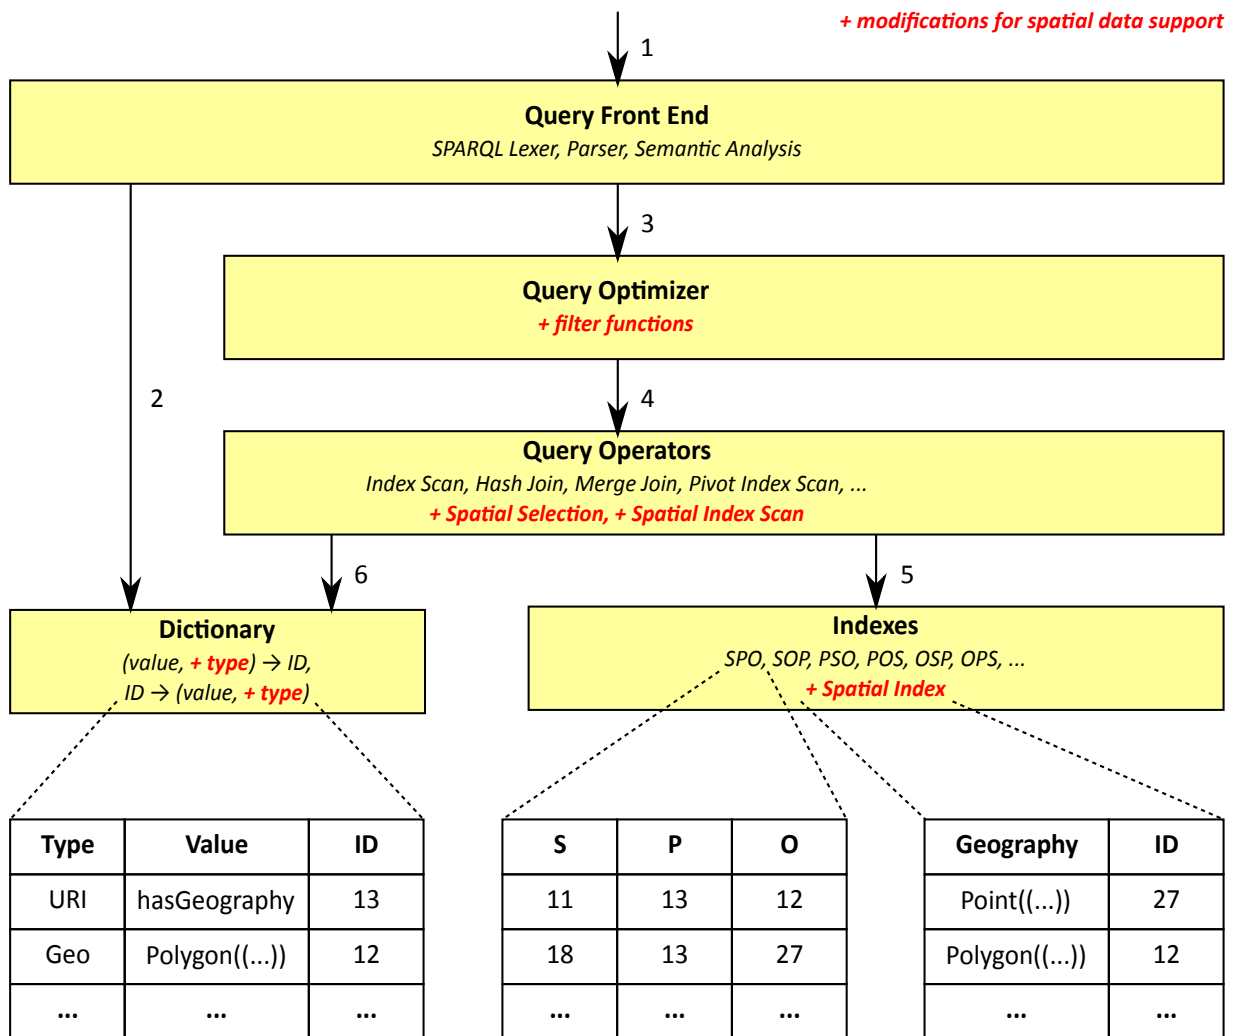 + modifications for spatial data support
1
Query Front End
SPARQL Lexer, Parser, Semantic Analysis
3
Query Optimizer
+ filter functions
2
4
Query Operators
Index Scan, Hash Join, Merge Join, Pivot Index Scan, ...
+ Spatial Selection, + Spatial Index Scan
6
5
Dictionary
(value, + type) → ID,
ID → (value, + type)
Indexes
SPO, SOP, PSO, POS, OSP, OPS, ...
+ Spatial Index
Type Value ID
URI hasGeography 13
Geo Polygon((...)) 12
... ... ...
S P O
11 13 12
18 13 27
... ... ...
Geography ID
Point((...)) 27
Polygon((...)) 12
... ...